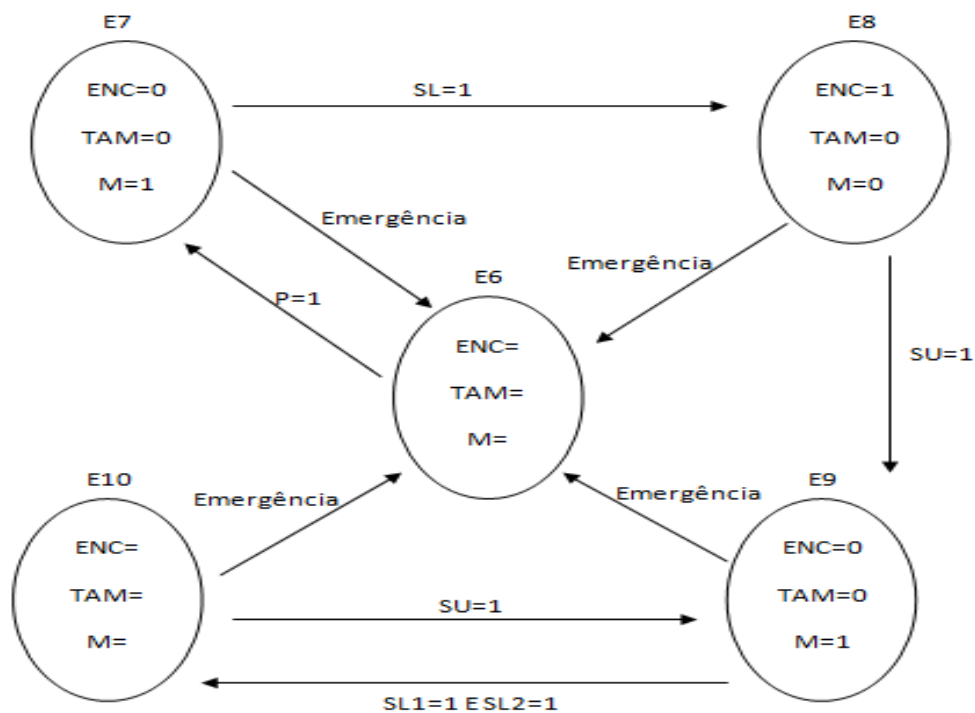 E7
E8
ENC=0
TAM=0
M=1
SL=1
ENC=1
TAM=0
M=0
Emergência
Emergência
P=1
E6
ENC=
TAM=
M=
SU=1
E10
Emergência
Emergência
E9
ENC=
TAM=
M=
SU=1
ENC=0
TAM=0
M=1
SL1=1 E SL2=1